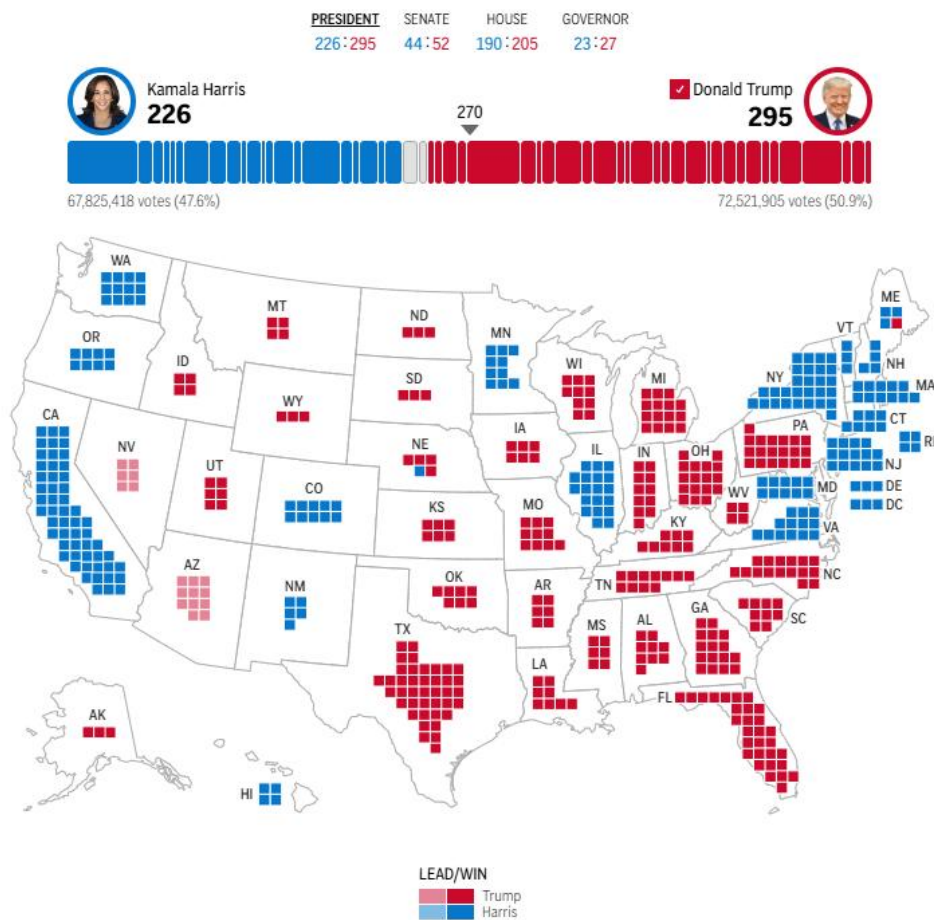 PRESIDENT SENATE HOUSE GOVERNOR
226:295 44:52 190:205 23:27
Kamala Harris
226
Donald Trump
295
270
67,825,418 votes (47.6%)
72,521,905 votes (50.9%)
WA
MT
ND
MN
ME
VT
OR
ID
SD
WI
MI
NY
NH
MA
WY
CA
NV
UT
CO
NE
IA
IL
IN
OH
PA
CT
RI
NJ
MD
DE
DC
KS
MO
KY
WV
VA
AZ
NM
OK
AR
TN
NC
TX
LA
MS
AL
GA
SC
FL
AK
HI
LEAD/WIN
Trump
Harris